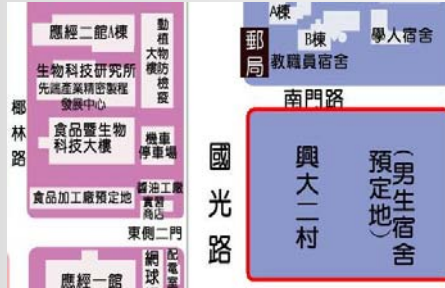 應經二館A棟
動植物防檢疫大樓
生物科技研究所
先端產業精密製程
發展中心
椰林路
食品暨生物
科技大樓
機車
停車場
食品加工廠預定地
醬油工廠
實習
商店
東側二門
應經一館
網球
配電室
國光路
A棟
郵局
B棟
學人宿舍
教職員宿舍
南門路
興大二村
(男生宿舍
預定地)